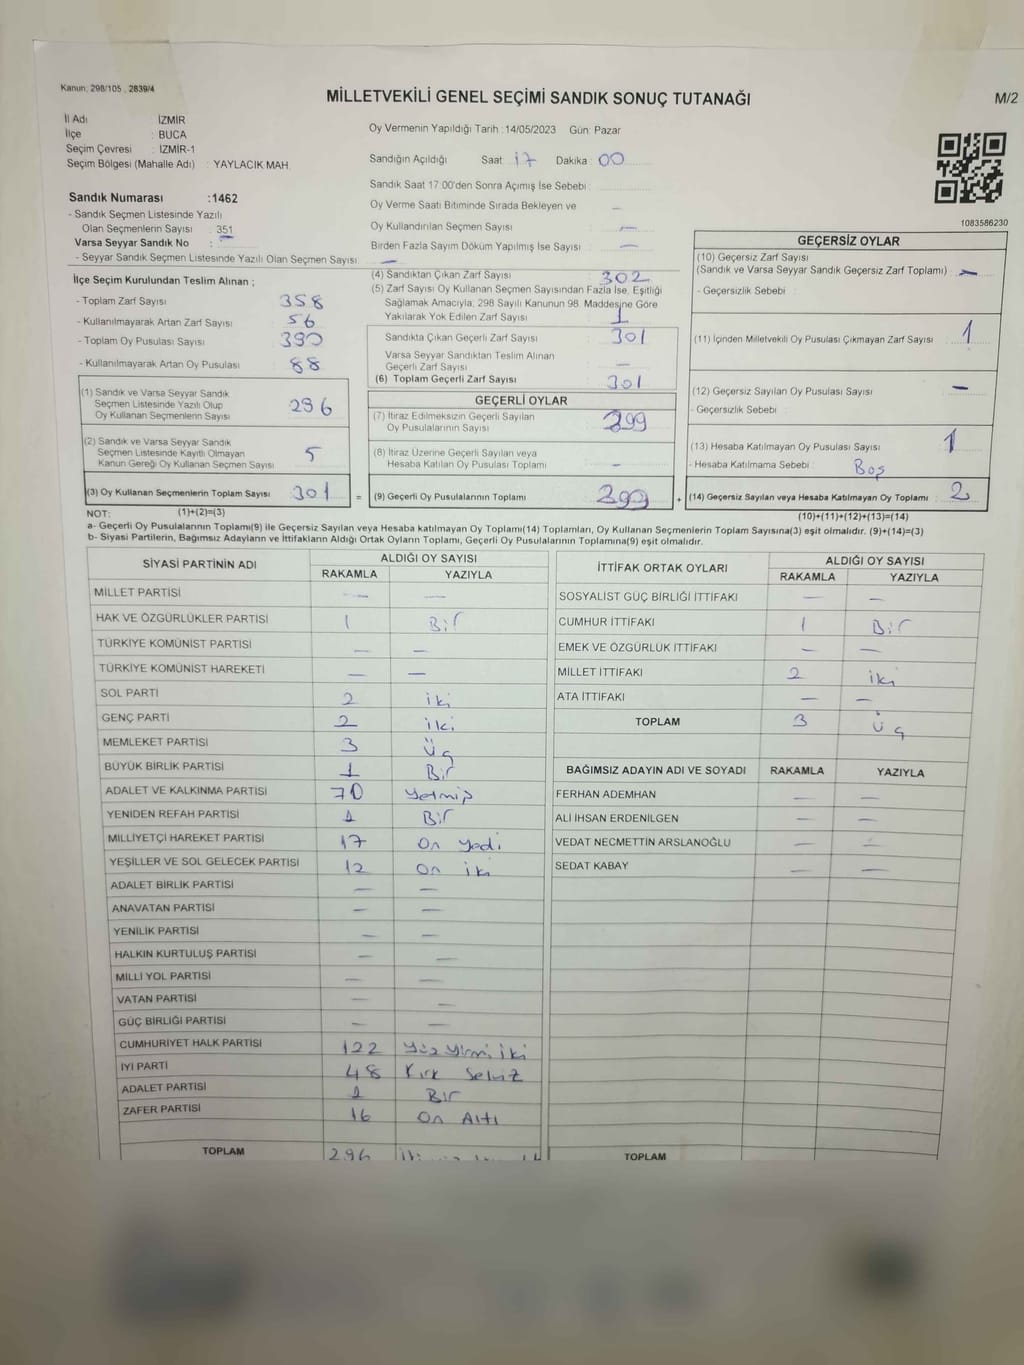 Kanun: 298/105 , 2839/4
MİLLETVEKİLİ GENEL SEÇİMİ SANDIK SONUÇ TUTANAĞI
M/2
İl Adı İZMİR
İlçe : BUCA
Seçim Çevresi : İZMİR-1
Seçim Bölgesi (Mahalle Adı) : YAYLACIK MAH.
Oy Vermenin Yapıldığı Tarih :14/05/2023 Gün: Pazar
Sandığın Açıldığı Saat: 17 Dakika: 00
Sandık Saat 17:00'den Sonra Açımış İse Sebebi :
Oy Verme Saati Bitiminde Sırada Bekleyen ve —
Oy Kullandırılan Seçmen Sayısı —
Birden Fazla Sayım Döküm Yapılmış İse Sayısı —
1083586230
Sandık Numarası :1462
- Sandık Seçmen Listesinde Yazılı
Olan Seçmenlerin Sayısı : 351
Varsa Seyyar Sandık No : —
- Seyyar Sandık Seçmen Listesinde Yazılı Olan Seçmen Sayısı: —
İlçe Seçim Kurulundan Teslim Alınan ;
- Toplam Zarf Sayısı 358
- Kullanılmayarak Artan Zarf Sayısı 56
- Toplam Oy Pusulası Sayısı 390
- Kullanılmayarak Artan Oy Pusulası 88
(1) Sandık ve Varsa Seyyar Sandık
Seçmen Listesinde Yazılı Olup
Oy Kullanan Seçmenlerin Sayısı 296
(2) Sandık ve Varsa Seyyar Sandık
Seçmen Listesinde Kayıtlı Olmayan
Kanun Gereği Oy Kullanan Seçmen Sayısı 5
(3) Oy Kullanan Seçmenlerin Toplam Sayısı 301 =
(1)+(2)=(3)
(4) Sandıktan Çıkan Zarf Sayısı 302
(5) Zarf Sayısı Oy Kullanan Seçmen Sayısından Fazla İse, Eşitliği
Sağlamak Amacıyla, 298 Sayılı Kanunun 98. Maddesine Göre
Yakılarak Yok Edilen Zarf Sayısı 1
Sandıkta Çıkan Geçerli Zarf Sayısı 301
Varsa Seyyar Sandıktan Teslim Alınan
Geçerli Zarf Sayısı —
(6) Toplam Geçerli Zarf Sayısı 301
GEÇERLİ OYLAR
(7) İtiraz Edilmeksizin Geçerli Sayılan
Oy Pusulalarının Sayısı 299
(8) İtiraz Üzerine Geçerli Sayılan veya
Hesaba Katılan Oy Pusulası Toplamı —
(9) Geçerli Oy Pusulalarının Toplamı 299 +
GEÇERSİZ OYLAR
(10) Geçersiz Zarf Sayısı
(Sandık ve Varsa Seyyar Sandık Geçersiz Zarf Toplamı) —
- Geçersizlik Sebebi :
(11) İçinden Milletvekili Oy Pusulası Çıkmayan Zarf Sayısı 1
(12) Geçersiz Sayılan Oy Pusulası Sayısı —
- Geçersizlik Sebebi :
(13) Hesaba Katılmayan Oy Pusulası Sayısı 1
- Hesaba Katılmama Sebebi : Boş
(14) Geçersiz Sayılan veya Hesaba Katılmayan Oy Toplamı 2
(10)+(11)+(12)+(13)=(14)
NOT:
a- Geçerli Oy Pusulalarının Toplamı(9) ile Geçersiz Sayılan veya Hesaba katılmayan Oy Toplamı(14) Toplamları, Oy Kullanan Seçmenlerin Toplam Sayısına(3) eşit olmalıdır. (9)+(14)=(3)
b- Siyasi Partilerin, Bağımsız Adayların ve İttifakların Aldığı Ortak Oyların Toplamı, Geçerli Oy Pusulalarının Toplamına(9) eşit olmalıdır.
SİYASİ PARTİNİN ADI ALDIĞI OY SAYISI
RAKAMLA YAZIYLA
MİLLET PARTİSİ — —
HAK VE ÖZGÜRLÜKLER PARTİSİ 1 Bir
TÜRKİYE KOMÜNİST PARTİSİ — —
TÜRKİYE KOMÜNİST HAREKETİ — —
SOL PARTİ 2 iki
GENÇ PARTİ 2 iki
MEMLEKET PARTİSİ 3 Üç
BÜYÜK BİRLİK PARTİSİ 1 Bir
ADALET VE KALKINMA PARTİSİ 70 Yetmiş
YENİDEN REFAH PARTİSİ 1 Bir
MİLLİYETÇİ HAREKET PARTİSİ 17 On Yedi
YEŞİLLER VE SOL GELECEK PARTİSİ 12 On iki
ADALET BİRLİK PARTİSİ — —
ANAVATAN PARTİSİ — —
YENİLİK PARTİSİ — —
HALKIN KURTULUŞ PARTİSİ — —
MİLLİ YOL PARTİSİ — —
VATAN PARTİSİ — —
GÜÇ BİRLİĞİ PARTİSİ — —
CUMHURİYET HALK PARTİSİ 122 Yüz Yirmi iki
İYİ PARTİ 48 Kırk Sekiz
ADALET PARTİSİ 1 Bir
ZAFER PARTİSİ 16 On Altı
TOPLAM 296
İTTİFAK ORTAK OYLARI ALDIĞI OY SAYISI
RAKAMLA YAZIYLA
SOSYALİST GÜÇ BİRLİĞİ İTTİFAKI — —
CUMHUR İTTİFAKI 1 Bir
EMEK VE ÖZGÜRLÜK İTTİFAKI — —
MİLLET İTTİFAKI 2 iki
ATA İTTİFAKI — —
TOPLAM 3 Üç
BAĞIMSIZ ADAYIN ADI VE SOYADI RAKAMLA YAZIYLA
FERHAN ADEMHAN — —
ALİ İHSAN ERDENİLGEN — —
VEDAT NECMETTİN ARSLANOĞLU — —
SEDAT KABAY — —
TOPLAM